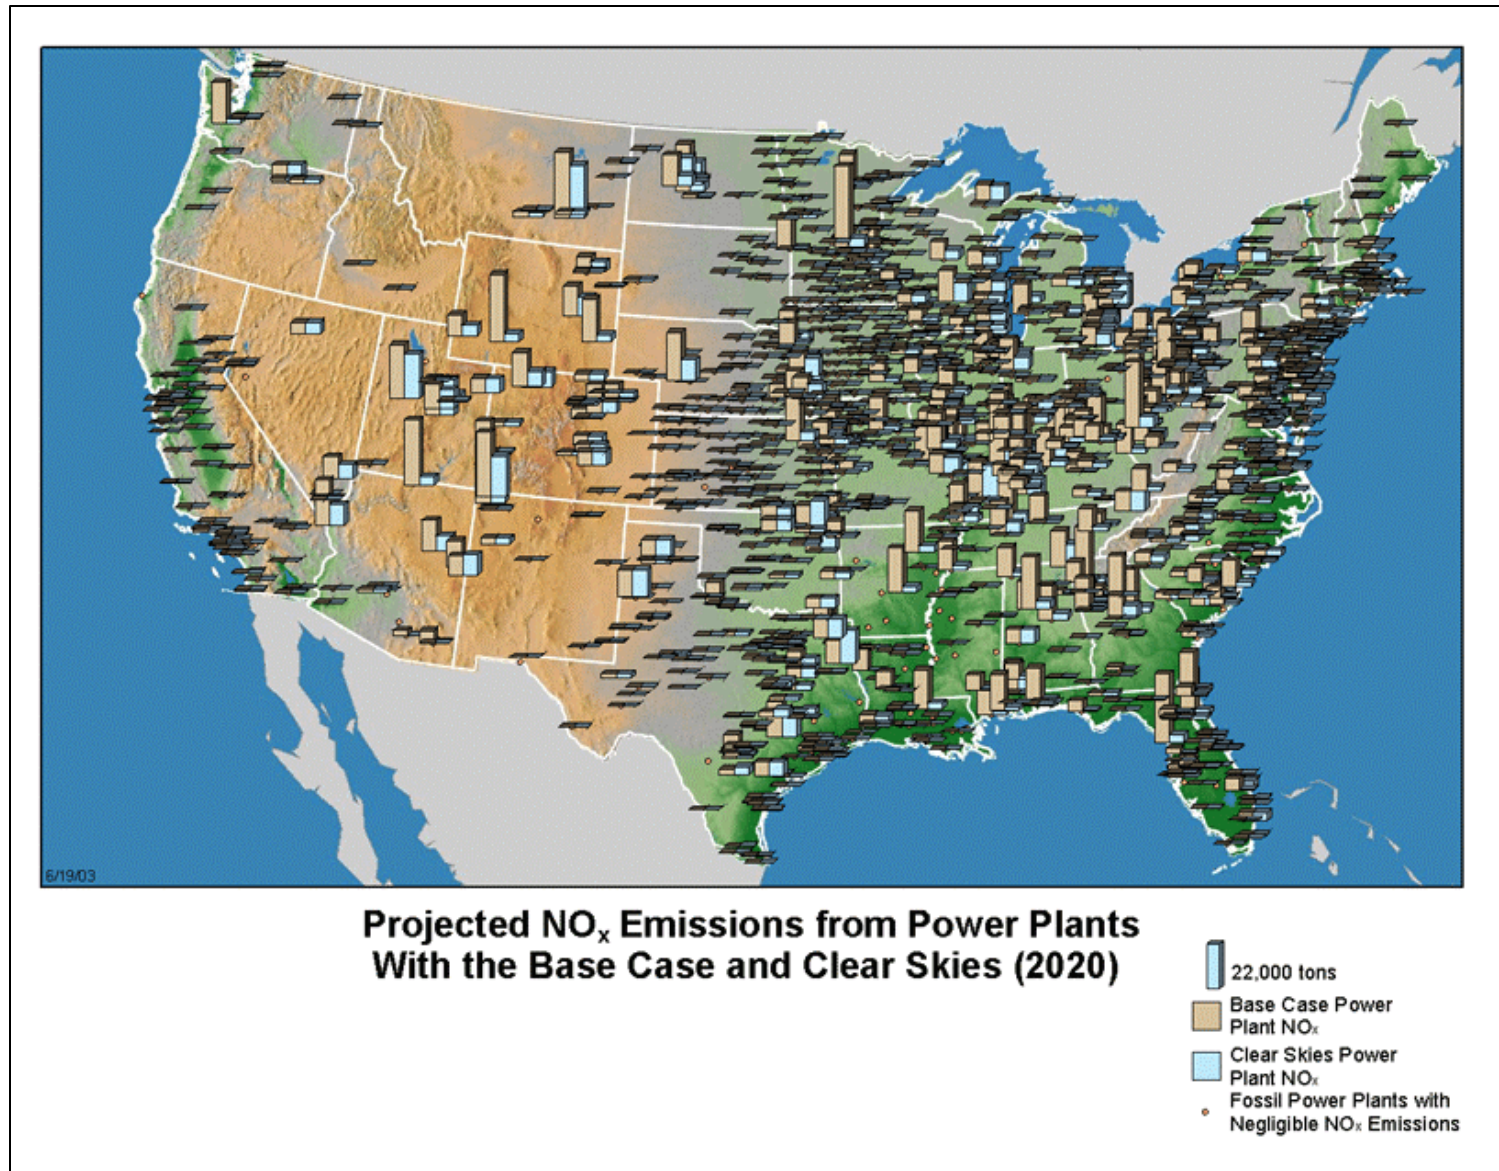 6/19/03
Projected NOx Emissions from Power Plants
With the Base Case and Clear Skies (2020)
22,000 tons
Base Case Power
Plant NOx
Clear Skies Power
Plant NOx
Fossil Power Plants with
Negligible NOx Emissions